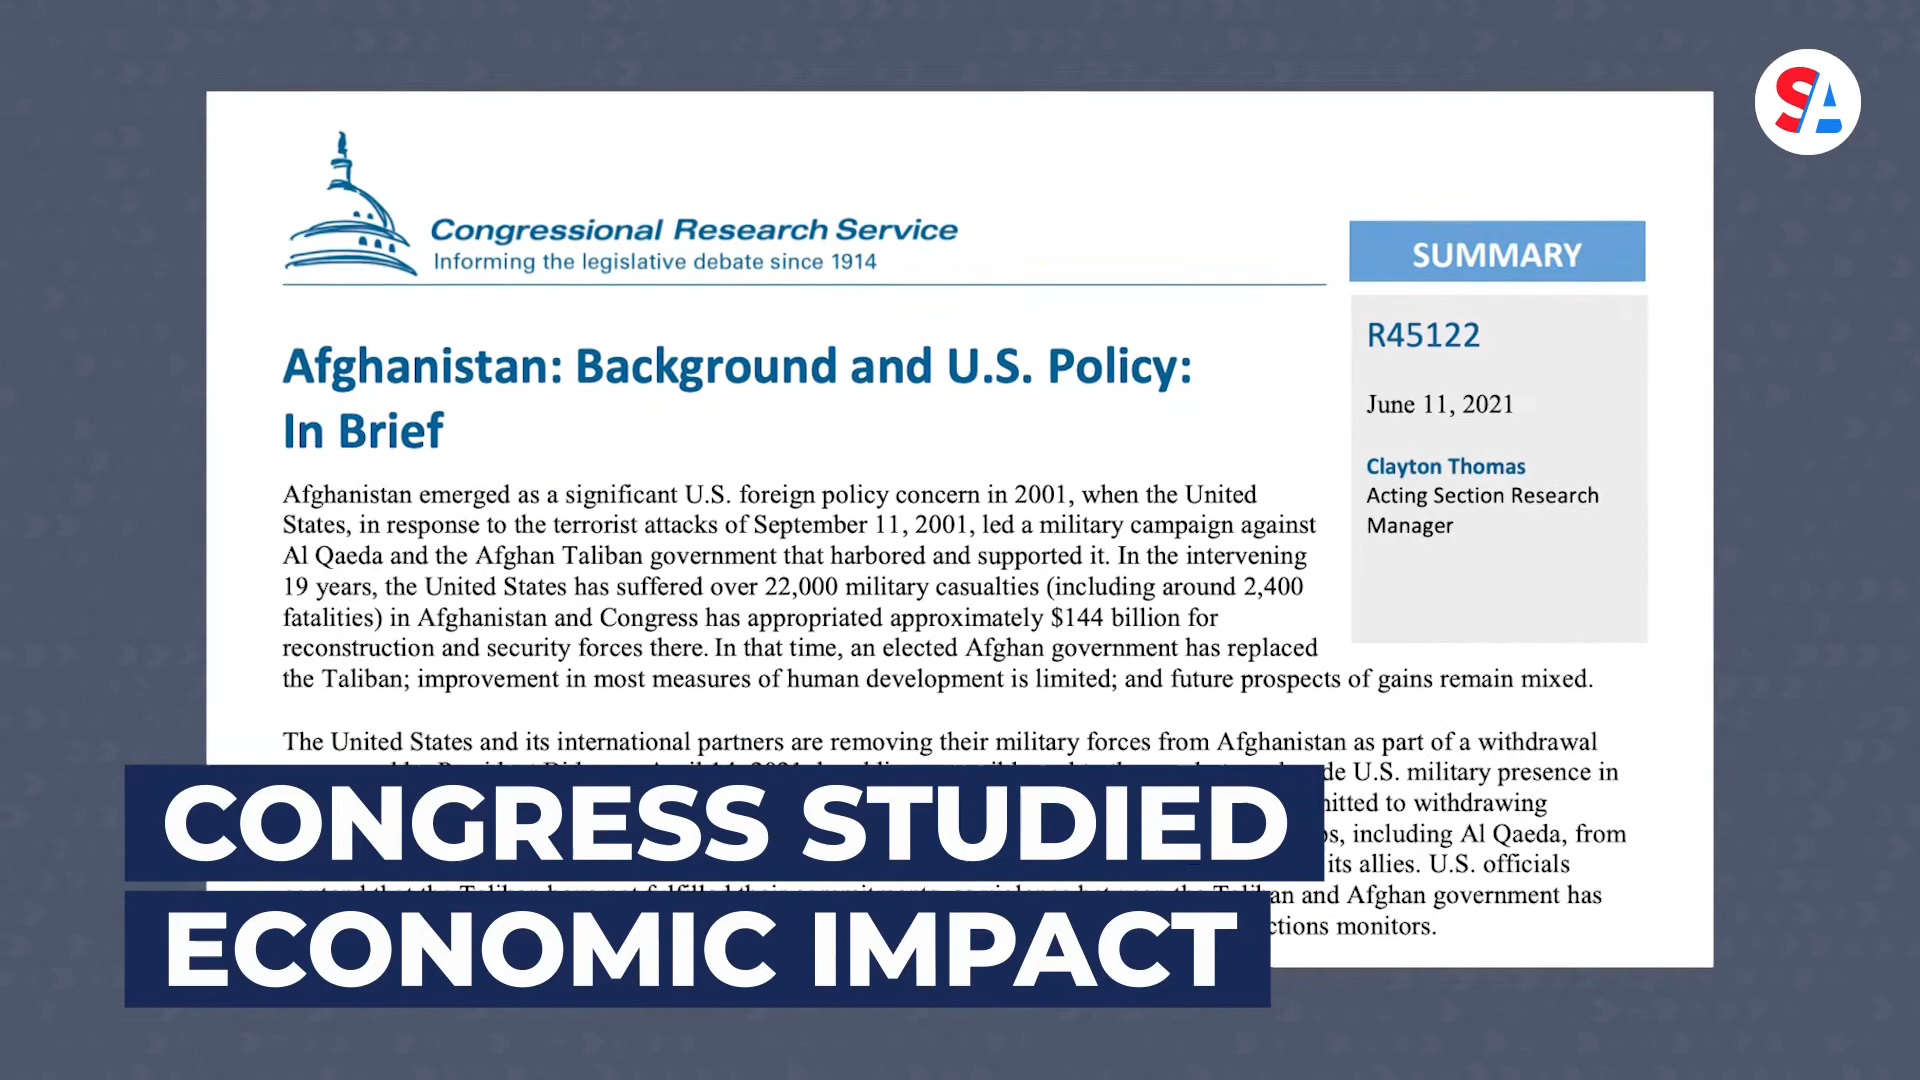 SA
Congressional Research Service
Informing the legislative debate since 1914
SUMMARY
R45122
June 11, 2021
Clayton Thomas
Acting Section Research
Manager
Afghanistan: Background and U.S. Policy:
In Brief
Afghanistan emerged as a significant U.S. foreign policy concern in 2001, when the United
States, in response to the terrorist attacks of September 11, 2001, led a military campaign against
Al Qaeda and the Afghan Taliban government that harbored and supported it. In the intervening
19 years, the United States has suffered over 22,000 military casualties (including around 2,400
fatalities) in Afghanistan and Congress has appropriated approximately $144 billion for
reconstruction and security forces there. In that time, an elected Afghan government has replaced
the Taliban; improvement in most measures of human development is limited; and future prospects of gains remain mixed.
The United States and its international partners are removing their military forces from Afghanistan as part of a withdrawal
U.S. military presence in
to withdrawing
including Al Qaeda, from
its allies. U.S. officials
and Afghan government has
monitors.
CONGRESS STUDIED
ECONOMIC IMPACT